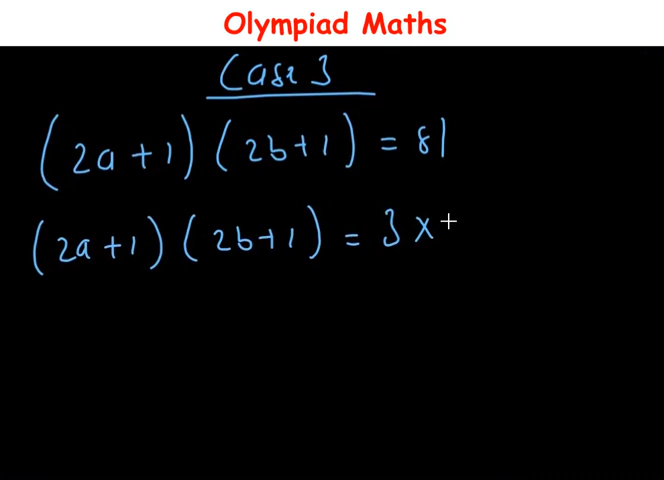 Olympiad Maths
Case 3
(2a+1)(2b+1) = 81
(2a+1)(2b+1) = 3 x